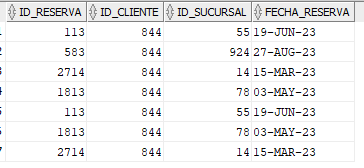 ID_RESERVA ID_CLIENTE ID_SUCURSAL FECHA_RESERVA
113 844 55 19-JUN-23
2 583 844 924 27-AUG-23
3 2714 844 14 15-MAR-23
1813 844 78 03-MAY-23
113 844 55 19-JUN-23
1813 844 78 03-MAY-23
2714 844 14 15-MAR-23